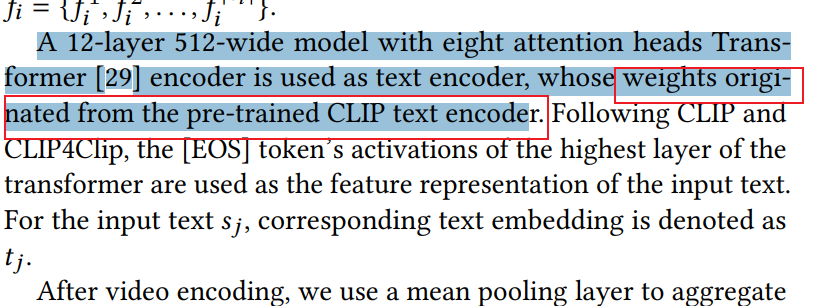 f_i = {f_i^1, f_i^2, . . . , f_i
A 12-layer 512-wide model with eight attention heads Trans-
former [29] encoder is used as text encoder, whose weights origi-
nated from the pre-trained CLIP text encoder. Following CLIP and
CLIP4Clip, the [EOS] token's activations of the highest layer of the
transformer are used as the feature representation of the input text.
For the input text s_j, corresponding text embedding is denoted as
t_j.
After video encoding, we use a mean pooling layer to aggregate